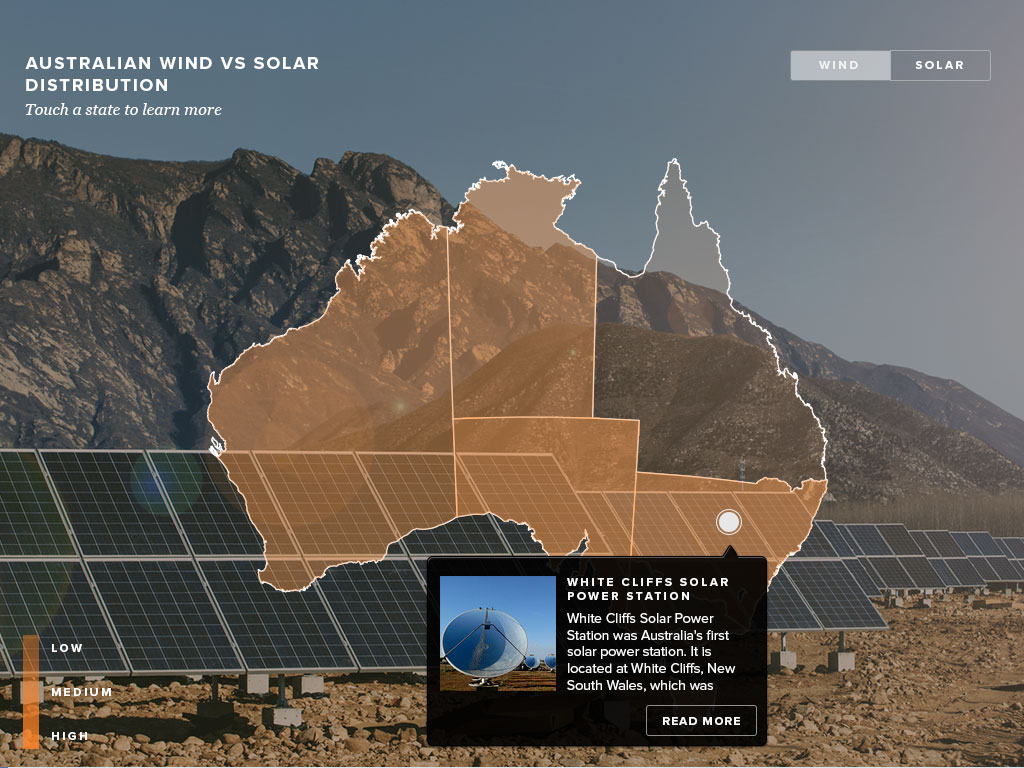 AUSTRALIAN WIND VS SOLAR
DISTRIBUTION
Touch a state to learn more
WIND
SOLAR
WHITE CLIFFS SOLAR
POWER STATION
White Cliffs Solar Power
Station was Australia's first
solar power station. It is
located at White Cliffs, New
South Wales, which was
READ MORE
LOW
MEDIUM
HIGH